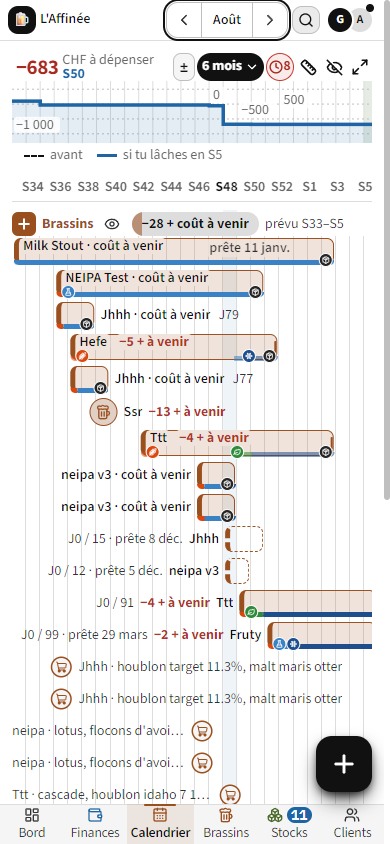 L'Affinée
Août
G
A
−683
CHF à dépenser
S50
±
6 mois
8
0
500
−500
−1 000
avant
si tu lâches en S5
S34 S36 S38 S40 S42 S44 S46 S48 S50 S52 S1 S3 S5
Brassins
−28 + coût à venir
prévu S33–S5
Milk Stout · coût à venir
prête 11 janv.
NEIPA Test · coût à venir
Jhhh · coût à venir J79
Hefe −5 + à venir
Jhhh · coût à venir J77
Ssr −13 + à venir
Ttt −4 + à venir
neipa v3 · coût à venir
neipa v3 · coût à venir
J0 / 15 · prête 8 déc. Jhhh
J0 / 12 · prête 5 déc. neipa v3
J0 / 91 −4 + à venir Ttt
J0 / 99 · prête 29 mars −2 + à venir Fruty
Jhhh · houblon target 11.3%, malt maris otter
Jhhh · houblon target 11.3%, malt maris otter
neipa · lotus, flocons d'avoi...
neipa · lotus, flocons d'avoi...
Ttt · cascade, houblon idaho 7 1...
+
Bord
Finances
Calendrier
Brassins
11
Stocks
Clients